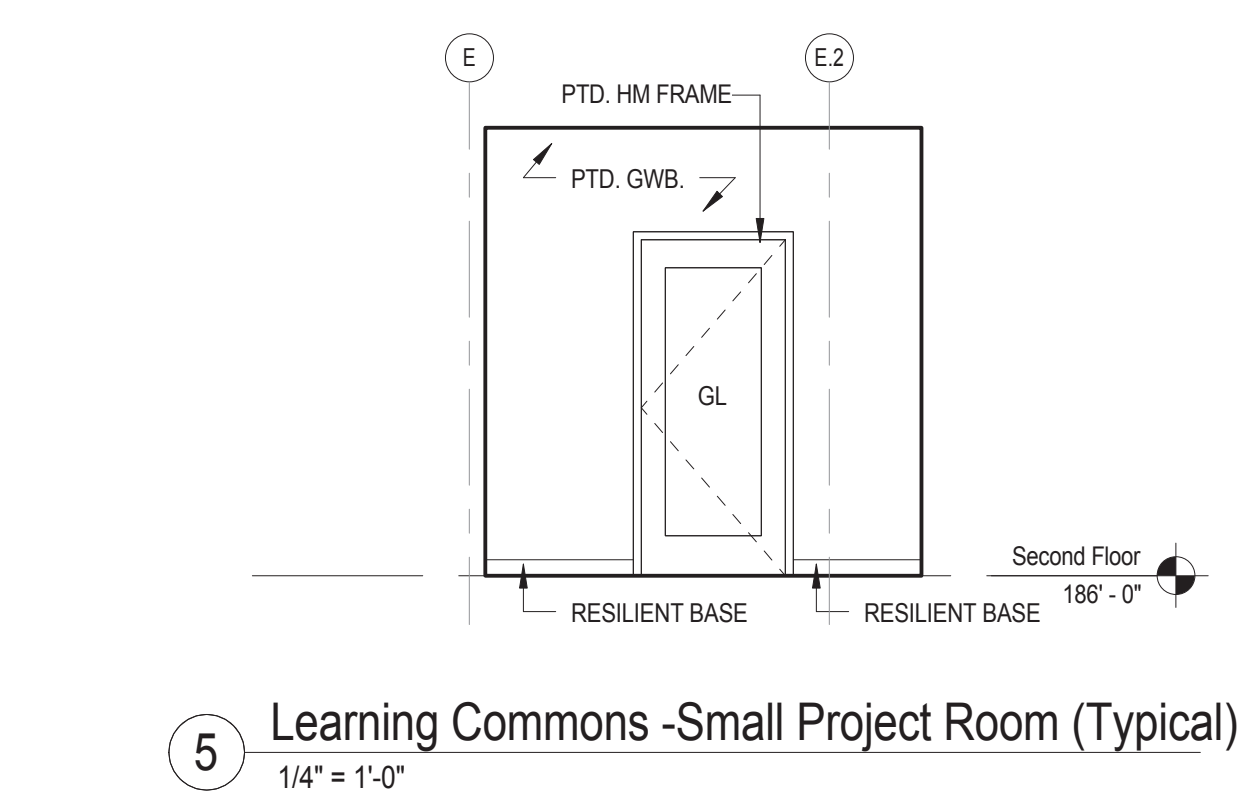 E
E.2
PTD. HM FRAME
PTD. GWB.
GL
Second Floor
186' - 0"
RESILIENT BASE
RESILIENT BASE
5
Learning Commons -Small Project Room (Typical)
1/4" = 1'-0"